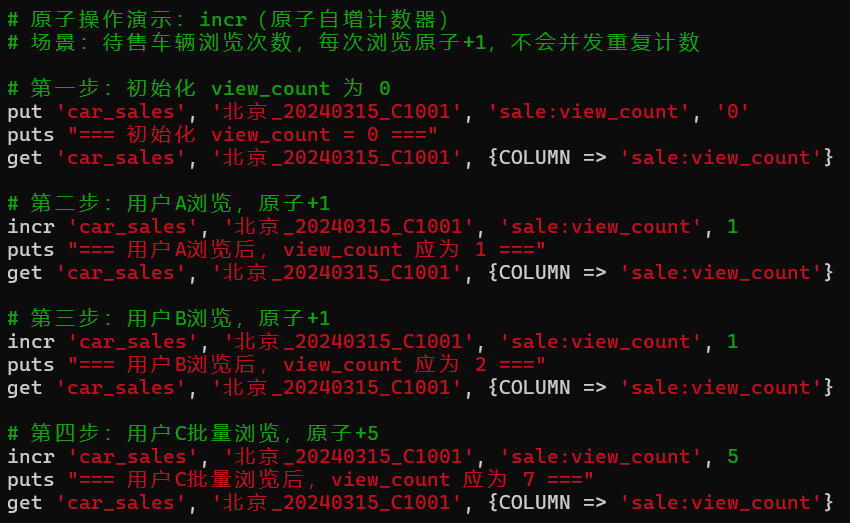 # 原子操作演示：incr（原子自增计数器）
# 场景：待售车辆浏览次数，每次浏览原子+1，不会并发重复计数
# 第一步：初始化 view_count 为 0
put 'car_sales', '北京_20240315_C1001', 'sale:view_count', '0'
puts "=== 初始化 view_count = 0 ==="
get 'car_sales', '北京_20240315_C1001', {COLUMN => 'sale:view_count'}
# 第二步：用户A浏览，原子+1
incr 'car_sales', '北京_20240315_C1001', 'sale:view_count', 1
puts "=== 用户A浏览后，view_count 应为 1 ==="
get 'car_sales', '北京_20240315_C1001', {COLUMN => 'sale:view_count'}
# 第三步：用户B浏览，原子+1
incr 'car_sales', '北京_20240315_C1001', 'sale:view_count', 1
puts "=== 用户B浏览后，view_count 应为 2 ==="
get 'car_sales', '北京_20240315_C1001', {COLUMN => 'sale:view_count'}
# 第四步：用户C批量浏览，原子+5
incr 'car_sales', '北京_20240315_C1001', 'sale:view_count', 5
puts "=== 用户C批量浏览后，view_count 应为 7 ==="
get 'car_sales', '北京_20240315_C1001', {COLUMN => 'sale:view_count'}